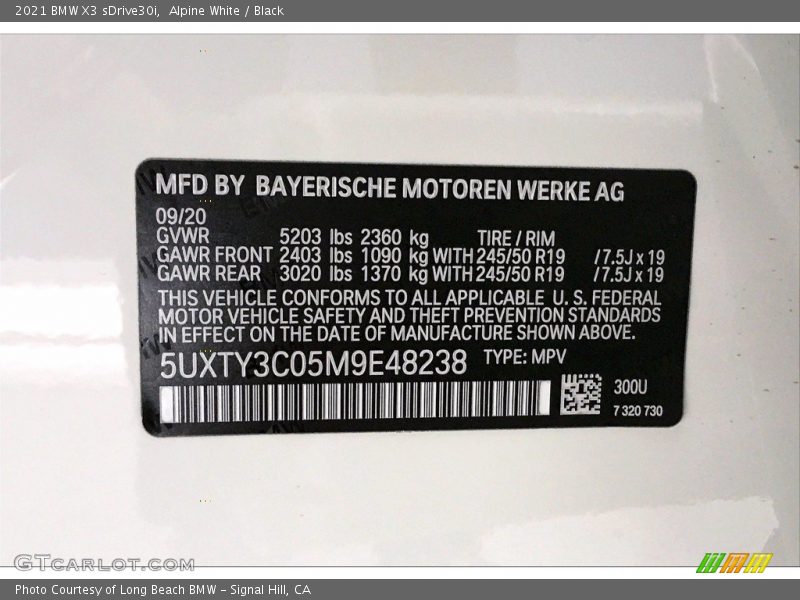 2021 BMW X3 sDrive30i,  Alpine White / Black
MFD BY BAYERISCHE MOTOREN WERKE AG
09/20
GVWR 5203 lbs 2360 kg TIRE / RIM
GAWR FRONT 2403 lbs 1090 kg WITH 245/50 R19 / 7.5J x 19
GAWR REAR 3020 lbs 1370 kg WITH 245/50 R19 / 7.5J x 19
THIS VEHICLE CONFORMS TO ALL APPLICABLE U. S. FEDERAL
MOTOR VEHICLE SAFETY AND THEFT PREVENTION STANDARDS
IN EFFECT ON THE DATE OF MANUFACTURE SHOWN ABOVE.
5UXTY3C05M9E48238 TYPE: MPV
300U
7 320 730
GTCARLOT.COM
Photo Courtesy of Long Beach BMW - Signal Hill, CA